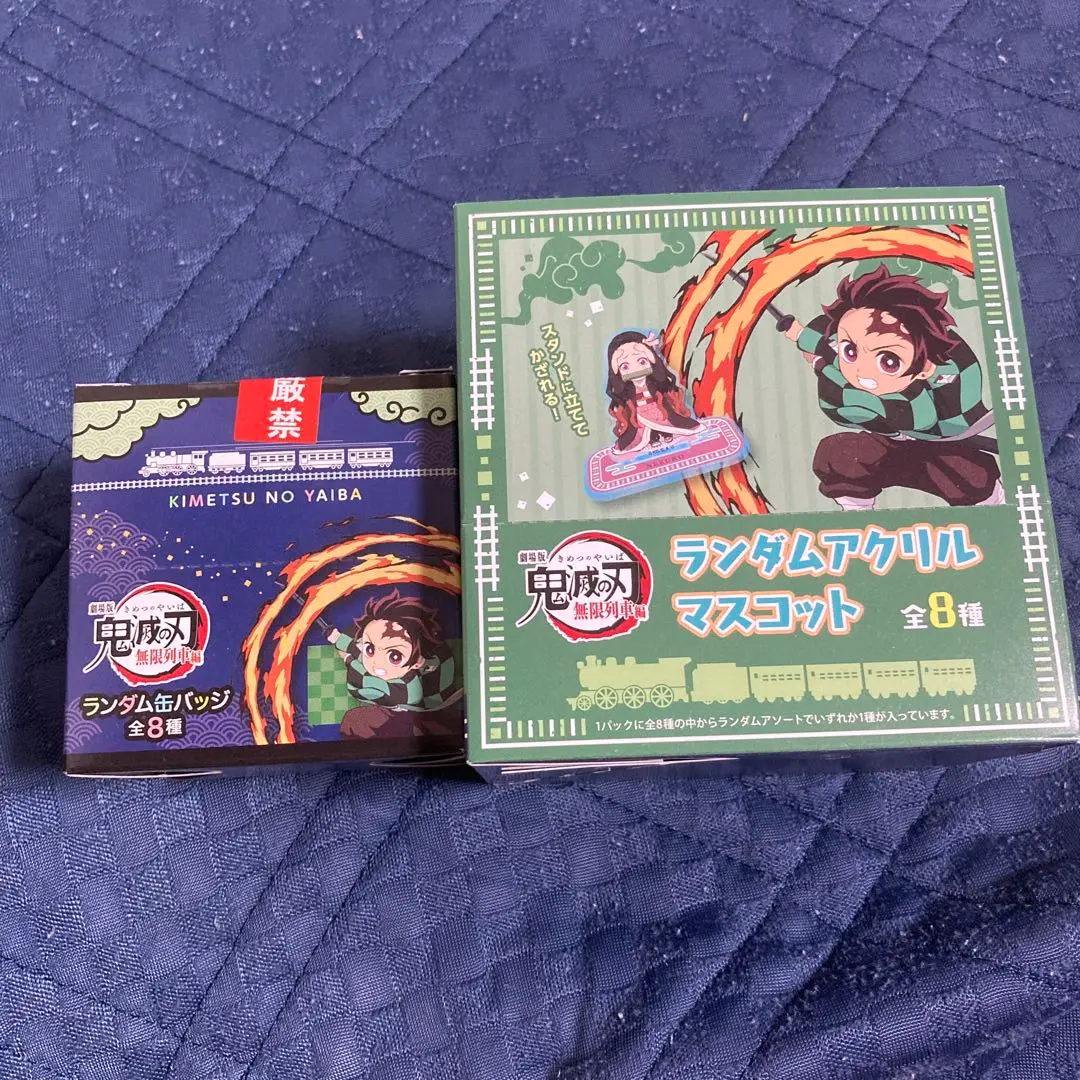 厳
禁
KIMETSU NO YAIBA
劇場版 きめつのやいば
鬼滅の刃
無限列車編
ランダム缶バッジ
全8種
スタンドに立てて
かざれる!
NEZUKO
劇場版 きめつのやいば
鬼滅の刃
無限列車編
ランダムアクリル
マスコット 全8種
1パックに全8種の中からランダムアソートでいずれか1種が入っています。